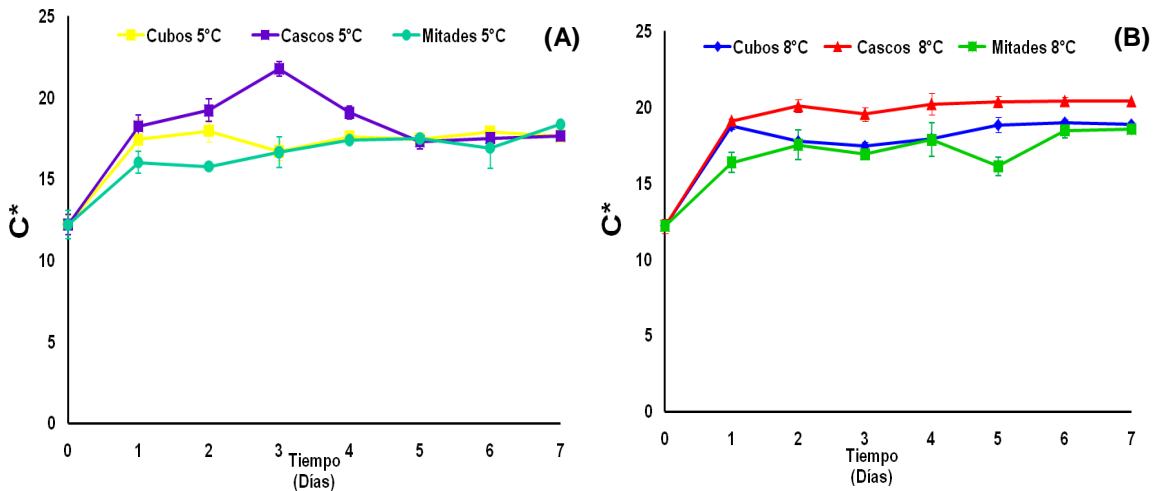 Cubos 5°C
Cascos 5°C
Mitades 5°C
(A)
25
20
15
10
5
0
C*
0 1 2 3 4 5 6 7
Tiempo
(Días)
Cubos 8°C
Cascos 8°C
Mitades 8°C
(B)
25
20
15
10
5
0
C*
0 1 2 3 4 5 6 7
Tiempo
(Días)